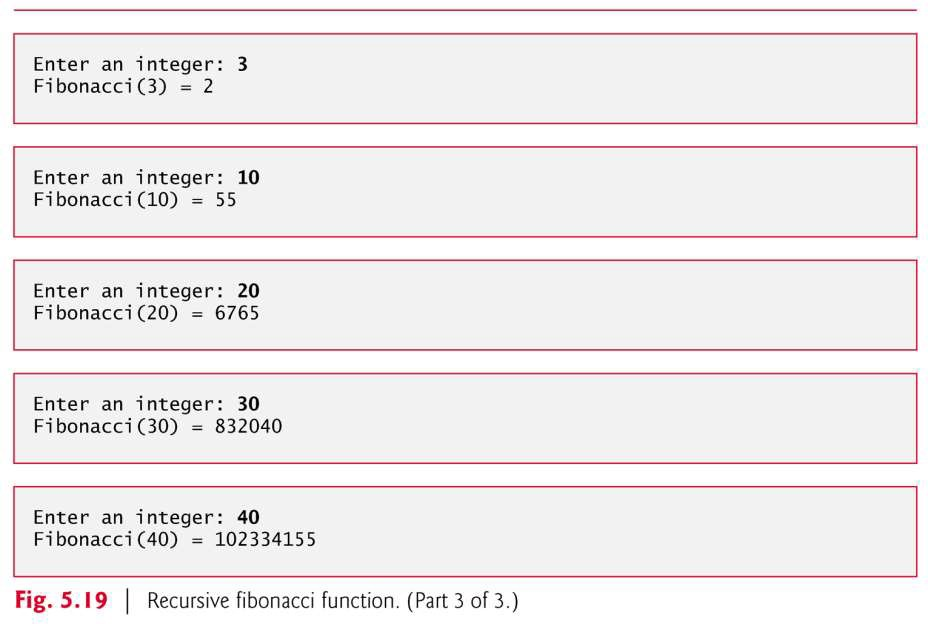 Enter an integer: 3
Fibonacci(3) = 2
Enter an integer: 10
Fibonacci(10) = 55
Enter an integer: 20
Fibonacci(20) = 6765
Enter an integer: 30
Fibonacci(30) = 832040
Enter an integer: 40
Fibonacci(40) = 102334155
Fig. 5.19 | Recursive fibonacci function. (Part 3 of 3.)